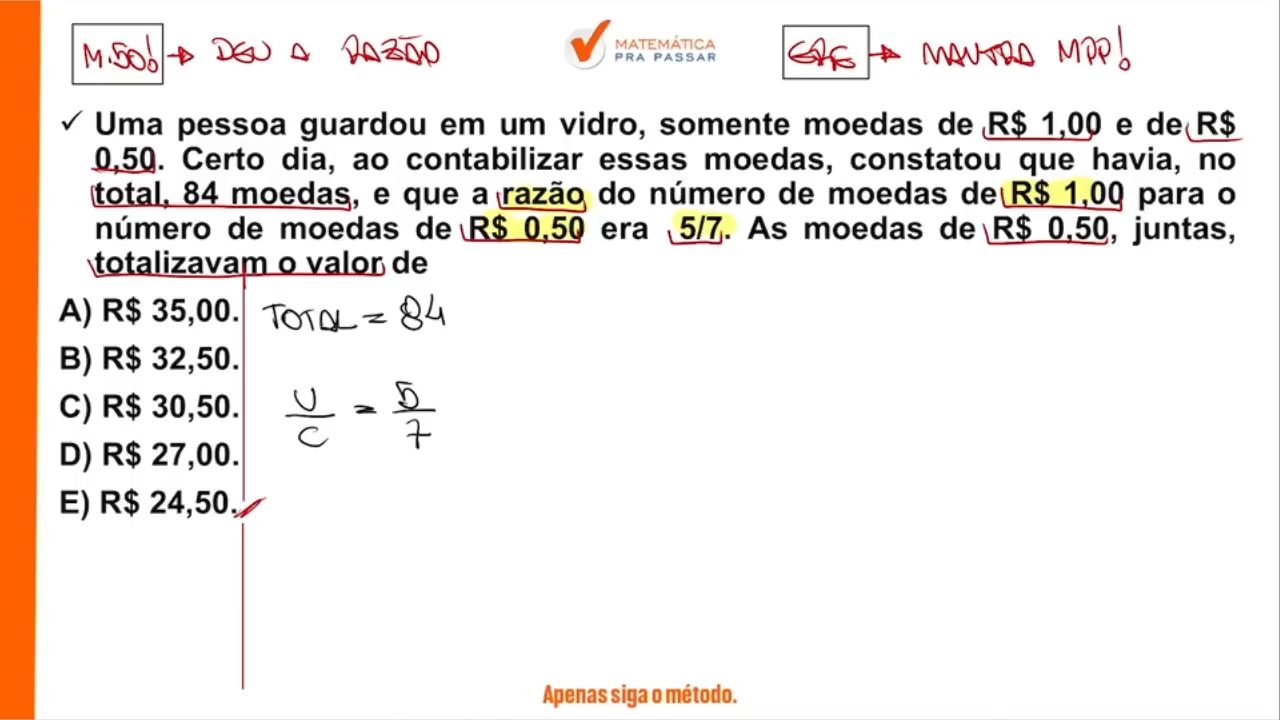 M.50! → DEU A RAZÃO
MATEMÁTICA
PRA PASSAR
→ MANTRA MPP!
✓ Uma pessoa guardou em um vidro, somente moedas de R$ 1,00 e de R$
0,50. Certo dia, ao contabilizar essas moedas, constatou que havia, no
total, 84 moedas, e que a razão do número de moedas de R$ 1,00 para o
número de moedas de R$ 0,50 era 5/7. As moedas de R$ 0,50, juntas,
totalizavam o valor de
A) R$ 35,00.
B) R$ 32,50.
C) R$ 30,50.
D) R$ 27,00.
E) R$ 24,50.
TOTAL = 84
U/C = 5/7
Apenas siga o método.